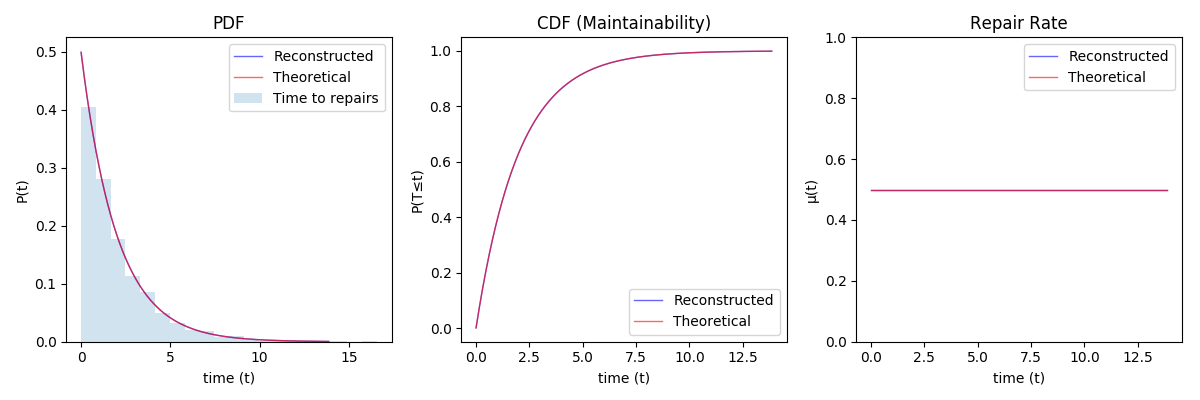 PDF
P(t)
0.5
0.4
0.3
0.2
0.1
0.0
Reconstructed
Theoretical
Time to repairs
0
5
10
15
time (t)
CDF (Maintainability)
P(T≤t)
1.0
0.8
0.6
0.4
0.2
0.0
Reconstructed
Theoretical
0.0
2.5
5.0
7.5
10.0
12.5
time (t)
Repair Rate
μ(t)
1.0
0.8
0.6
0.4
0.2
0.0
Reconstructed
Theoretical
0.0
2.5
5.0
7.5
10.0
12.5
time (t)